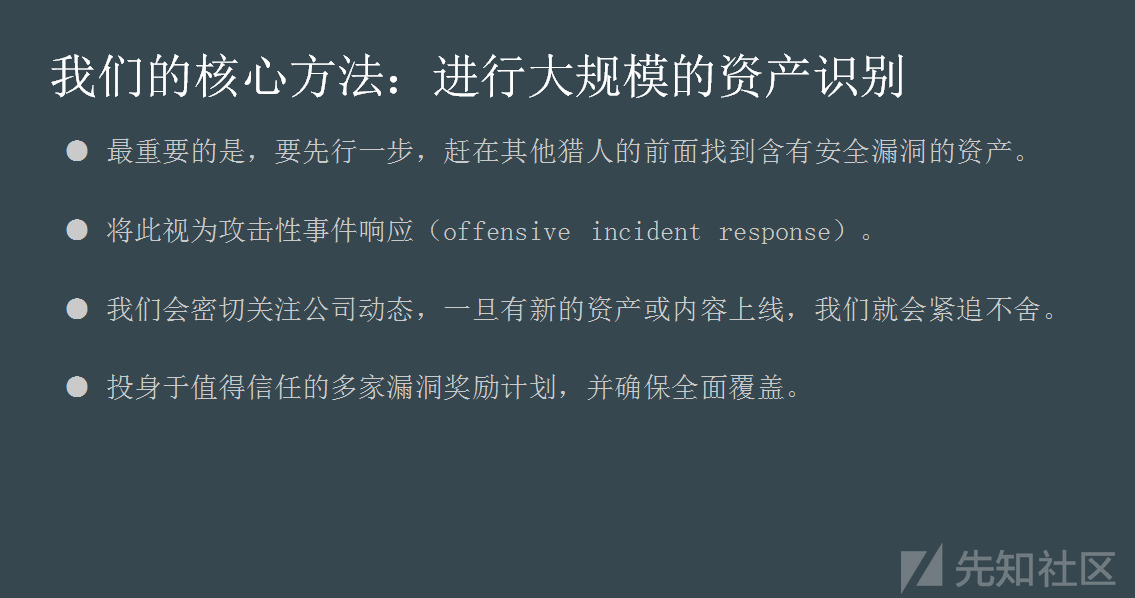 我们的核心方法：进行大规模的资产识别
● 最重要的是，要先行一步，赶在其他猎人的前面找到含有安全漏洞的资产。
● 将此视为攻击性事件响应（offensive incident response）。
● 我们会密切关注公司动态，一旦有新的资产或内容上线，我们就会紧追不舍。
● 投身于值得信任的多家漏洞奖励计划，并确保全面覆盖。
先知社区